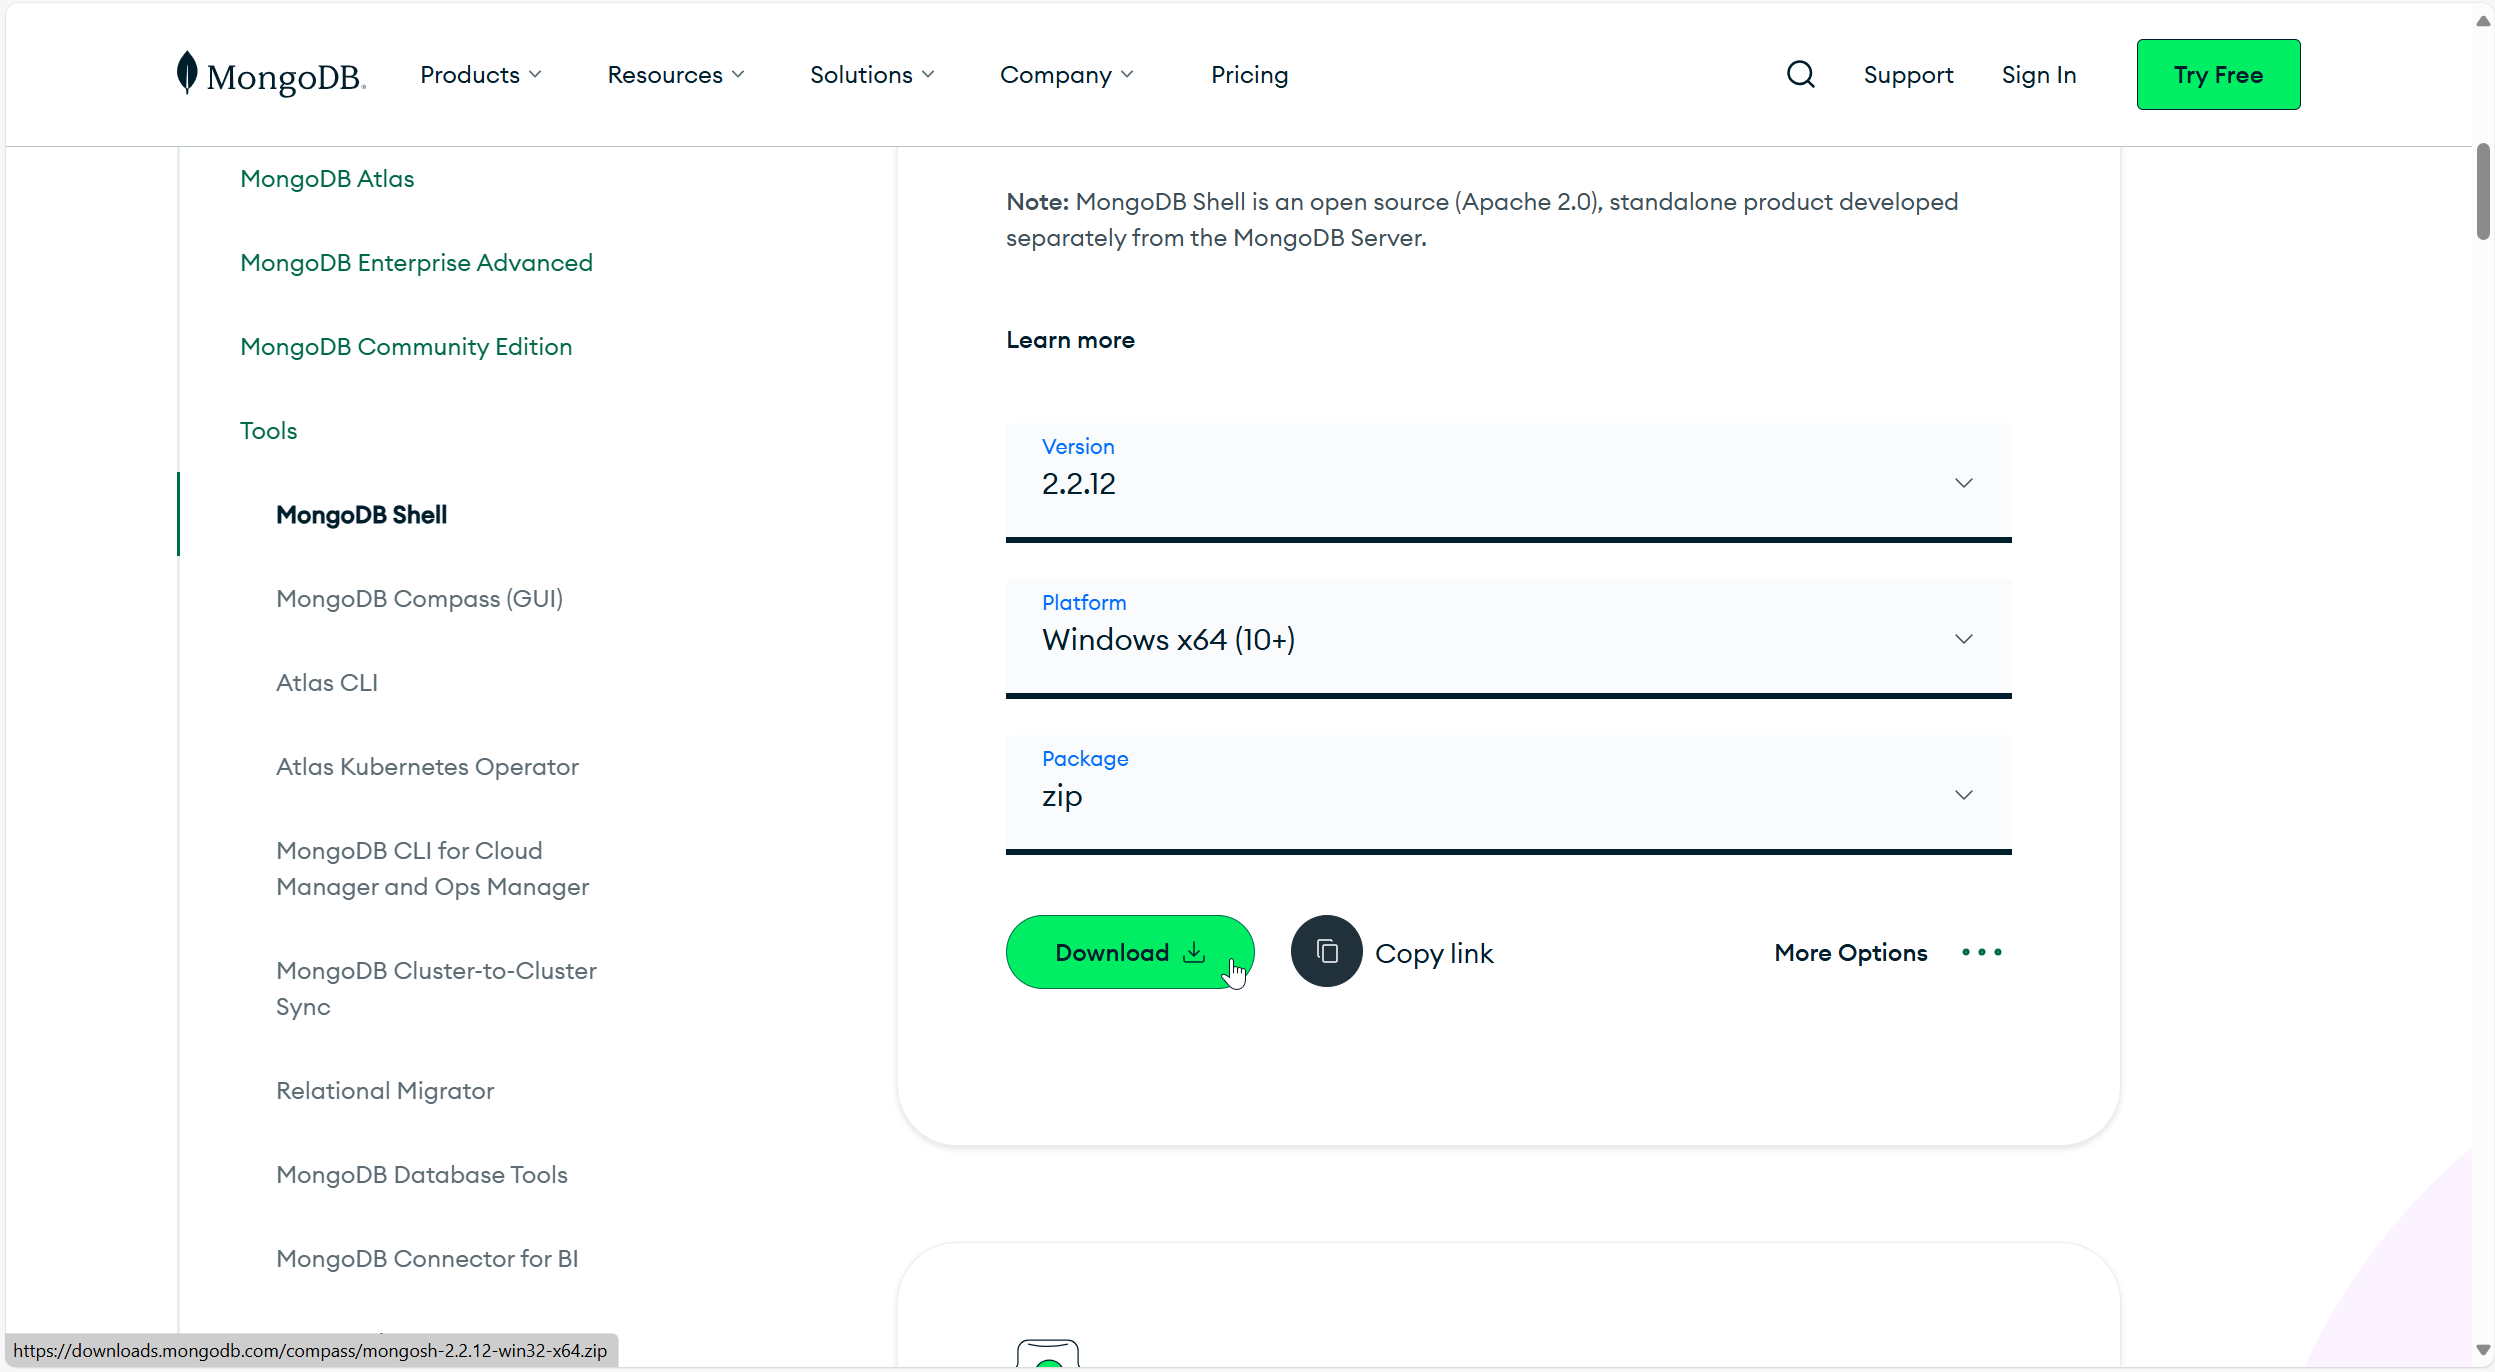 MongoDB.
Products
Resources
Solutions
Company
Pricing
Support
Sign In
Try Free
MongoDB Atlas
MongoDB Enterprise Advanced
MongoDB Community Edition
Tools
MongoDB Shell
MongoDB Compass (GUI)
Atlas CLI
Atlas Kubernetes Operator
MongoDB CLI for Cloud
Manager and Ops Manager
MongoDB Cluster-to-Cluster
Sync
Relational Migrator
MongoDB Database Tools
MongoDB Connector for BI
Note: MongoDB Shell is an open source (Apache 2.0), standalone product developed
separately from the MongoDB Server.
Learn more
Version
2.2.12
Platform
Windows x64 (10+)
Package
zip
Download
Copy link
More Options
https://downloads.mongodb.com/compass/mongosh-2.2.12-win32-x64.zip